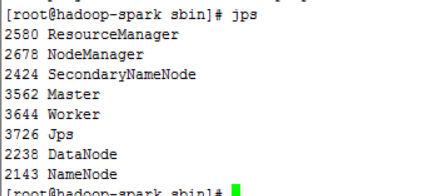 [root@hadoop-spark sbin]# jps
2580 ResourceManager
2678 NodeManager
2424 SecondaryNameNode
3562 Master
3644 Worker
3726 Jps
2238 DataNode
2143 NameNode
[root@hadoop-spark sbin]#